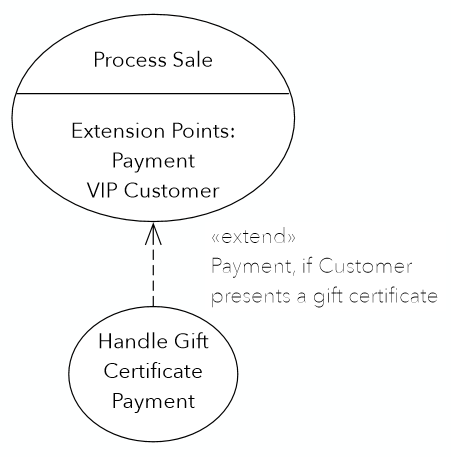 Process Sale
Extension Points:
Payment
VIP Customer
«extend»
Payment, if Customer
presents a gift certificate
Handle Gift
Certificate
Payment